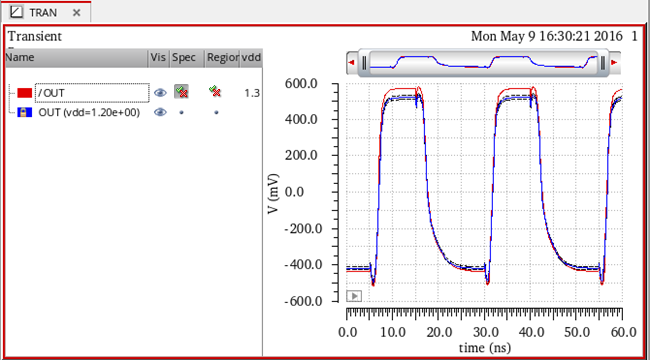 TRAN
Transient
Mon May 9 16:30:21 2016 1
Name Vis Spec Region vdd
/OUT 1.3
OUT (vdd=1.20e+00)
600.0
400.0
200.0
0.0
-200.0
-400.0
-600.0
V (mV)
0.0 10.0 20.0 30.0 40.0 50.0 60.0
time (ns)